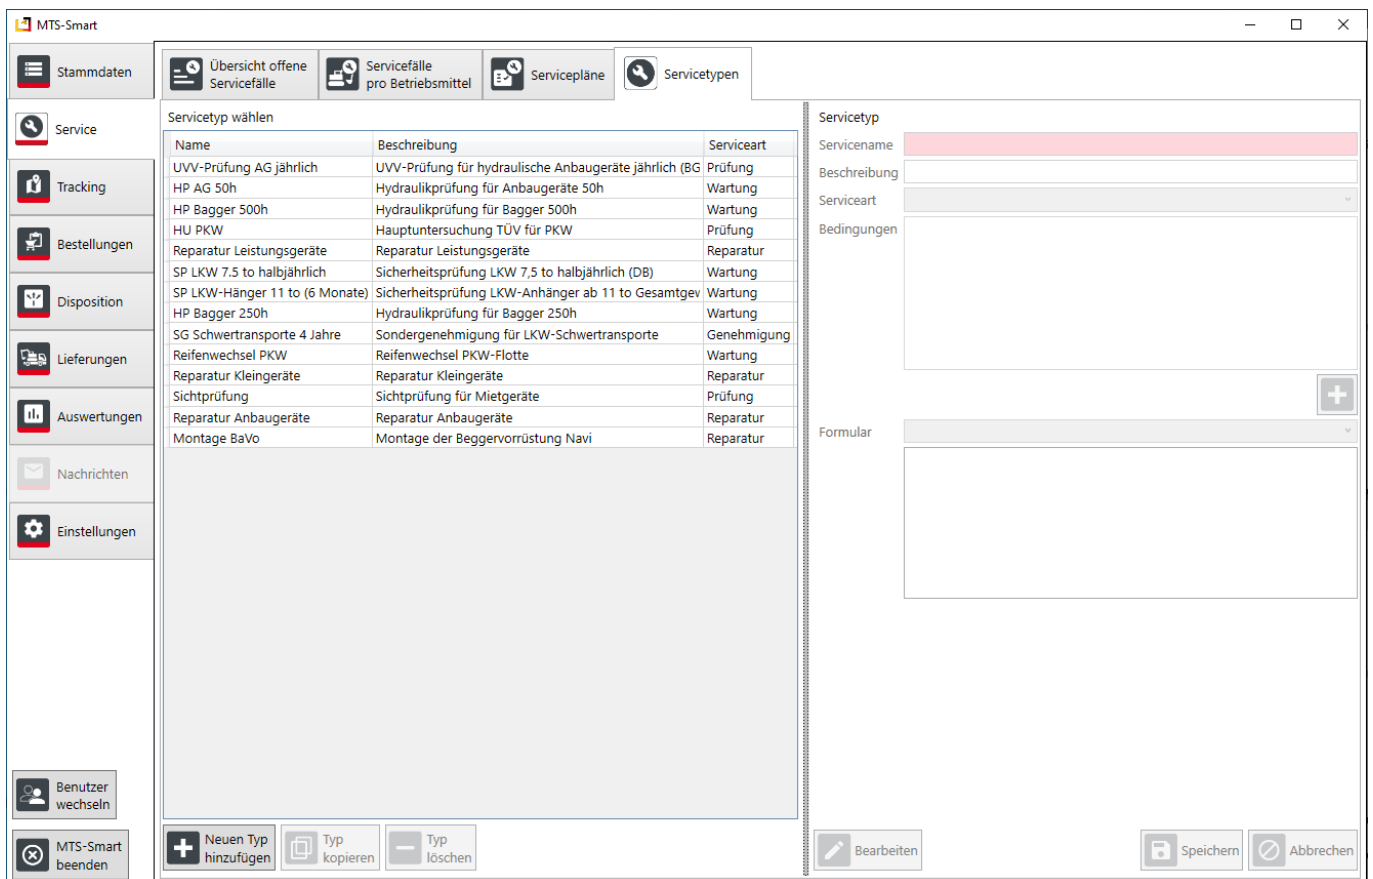 MTS-Smart
Stammdaten
Service
Tracking
Bestellungen
Disposition
Lieferungen
Auswertungen
Nachrichten
Einstellungen
Benutzer
wechseln
MTS-Smart
beenden
Übersicht offene
Servicefälle
Servicefälle
pro Betriebsmittel
Servicepläne
Servicetypen
Servicetyp wählen
Name Beschreibung Serviceart
UVV-Prüfung AG jährlich UVV-Prüfung für hydraulische Anbaugeräte jährlich (BG Prüfung
HP AG 50h Hydraulikprüfung für Anbaugeräte 50h Wartung
HP Bagger 500h Hydraulikprüfung für Bagger 500h Wartung
HU PKW Hauptuntersuchung TÜV für PKW Prüfung
Reparatur Leistungsgeräte Reparatur Leistungsgeräte Reparatur
SP LKW 7.5 to halbjährlich Sicherheitsprüfung LKW 7,5 to halbjährlich (DB) Wartung
SP LKW-Hänger 11 to (6 Monate) Sicherheitsprüfung LKW-Anhänger ab 11 to Gesamtgev Wartung
HP Bagger 250h Hydraulikprüfung für Bagger 250h Wartung
SG Schwertransporte 4 Jahre Sondergenehmigung für LKW-Schwertransporte Genehmigung
Reifenwechsel PKW Reifenwechsel PKW-Flotte Wartung
Reparatur Kleingeräte Reparatur Kleingeräte Reparatur
Sichtprüfung Sichtprüfung für Mietgeräte Prüfung
Reparatur Anbaugeräte Reparatur Anbaugeräte Reparatur
Montage BaVo Montage der Beggervorrüstung Navi Reparatur
Neuen Typ
hinzufügen
Typ
kopieren
Typ
löschen
Servicetyp
Servicename
Beschreibung
Serviceart
Bedingungen
Formular
Bearbeiten
Speichern
Abbrechen